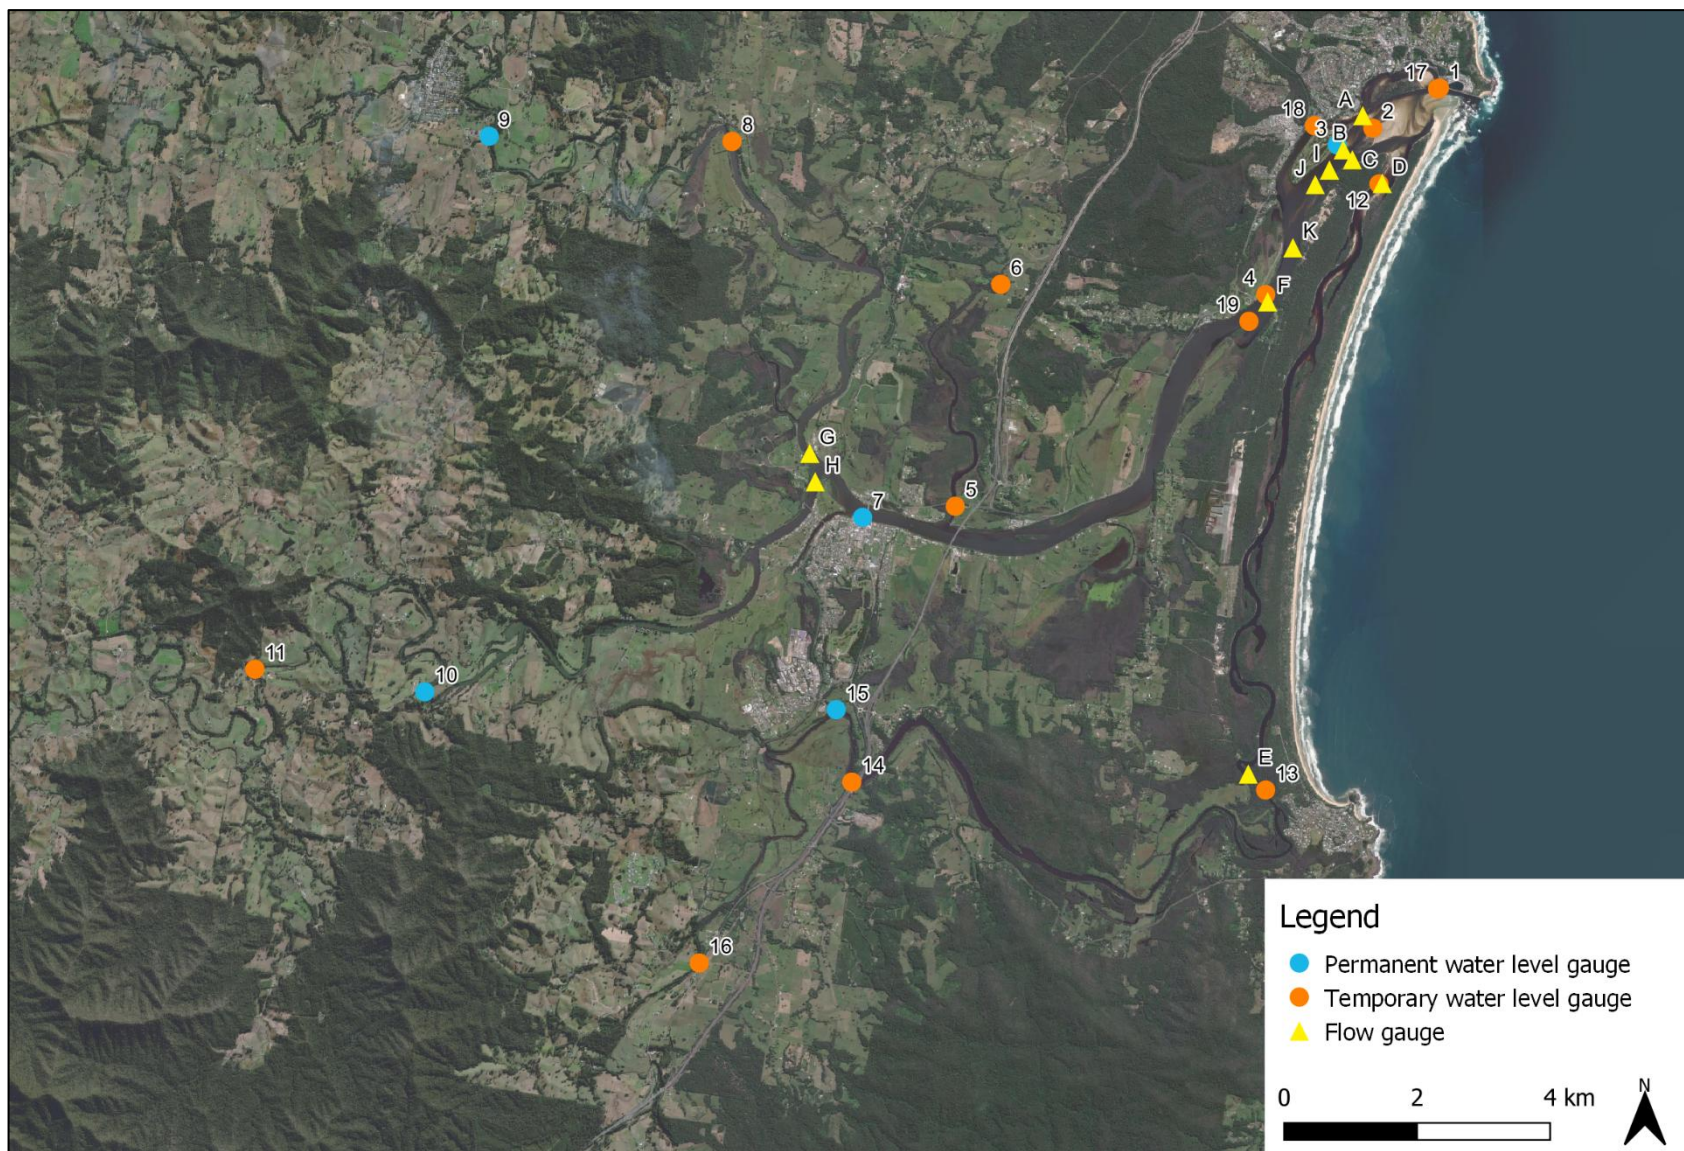 17
1
A
18
2
3
B
9
8
I
C
J
D
12
K
6
4
F
19
G
H
7
5
11
10
15
14
E
13
16
Legend
Permanent water level gauge
Temporary water level gauge
Flow gauge
0 2 4 km
N